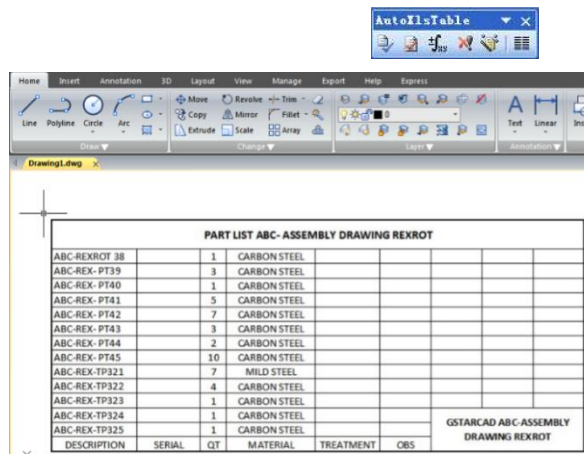 AutoXlsTable
Home Insert Annotation 3D Layout View Manage Export Help Express
Line Polyline Circle Arc
Move Revolve Trim
Copy Mirror Fillet
Extrude Scale Array
0
Text Linear
Draw Change Layer Annotation
Drawing1.dwg
PART LIST ABC- ASSEMBLY DRAWING REXROT
ABC-REXROT 38 1 CARBON STEEL
ABC-REX- PT39 3 CARBON STEEL
ABC-REX- PT40 1 CARBON STEEL
ABC-REX- PT41 5 CARBON STEEL
ABC-REX- PT42 7 CARBON STEEL
ABC-REX- PT43 3 CARBON STEEL
ABC-REX- PT44 2 CARBON STEEL
ABC-REX- PT45 10 CARBON STEEL
ABC-REX-TP321 7 MILD STEEL
ABC-REX-TP322 4 CARBON STEEL
ABC-REX-TP323 1 CARBON STEEL
ABC-REX-TP324 1 CARBON STEEL
ABC-REX-TP325 1 CARBON STEEL
DESCRIPTION SERIAL QT MATERIAL TREATMENT OBS
GSTARCAD ABC-ASSEMBLY
DRAWING REXROT